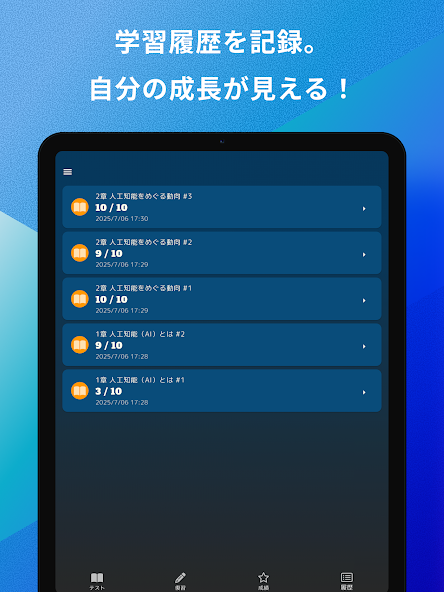 学習履歴を記録。
自分の成長が見える！
2章 人工知能をめぐる動向 #3
10 / 10
2025/7/06 17:30
2章 人工知能をめぐる動向 #2
9 / 10
2025/7/06 17:29
2章 人工知能をめぐる動向 #1
10 / 10
2025/7/06 17:29
1章 人工知能（AI）とは #2
9 / 10
2025/7/06 17:28
1章 人工知能（AI）とは #1
3 / 10
2025/7/06 17:28
テスト 復習 成績 履歴